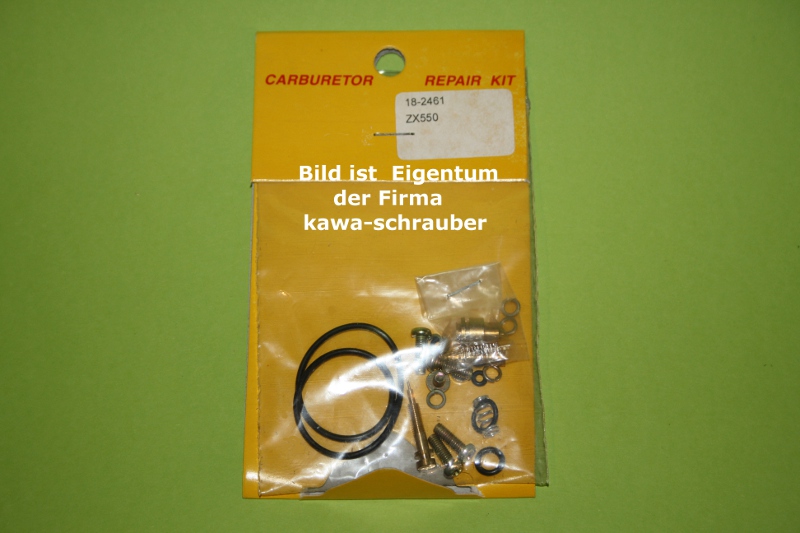 CARBURETOR REPAIR KIT
18-2461
ZX550
Bild ist Eigentum
der Firma
kawa-schrauber